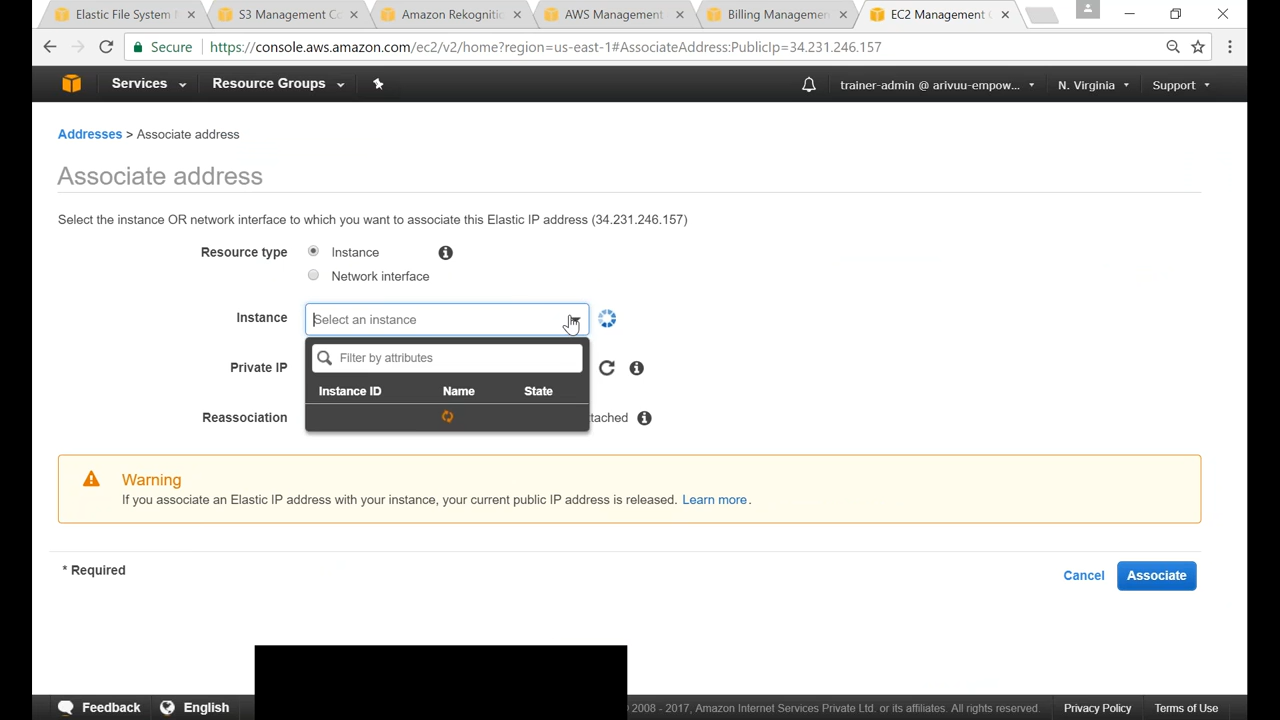 Elastic File System
S3 Management Co
Amazon Rekognitio
AWS Management
Billing Management
EC2 Management C
Secure
https://console.aws.amazon.com/ec2/v2/home?region=us-east-1#AssociateAddress:PublicIp=34.231.246.157
Services
Resource Groups
trainer-admin @ arivuu-empow...
N. Virginia
Support
Addresses > Associate address
Associate address
Select the instance OR network interface to which you want to associate this Elastic IP address (34.231.246.157)
Resource type
Instance
Network interface
Instance
Select an instance
Filter by attributes
Private IP
Instance ID
Name
State
Reassociation
tached
Warning
If you associate an Elastic IP address with your instance, your current public IP address is released. Learn more.
* Required
Cancel
Associate
Feedback
English
2008 - 2017, Amazon Internet Services Private Ltd. or its affiliates. All rights reserved.
Privacy Policy
Terms of Use